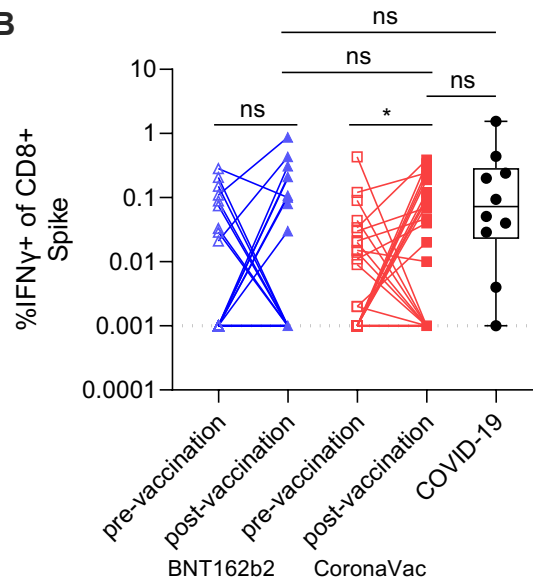 B
ns
ns
ns
ns
*
%IFNγ+ of CD8+
Spike
10
1
0.1
0.01
0.001
0.0001
pre-vaccination
post-vaccination
pre-vaccination
post-vaccination
COVID-19
BNT162b2
CoronaVac